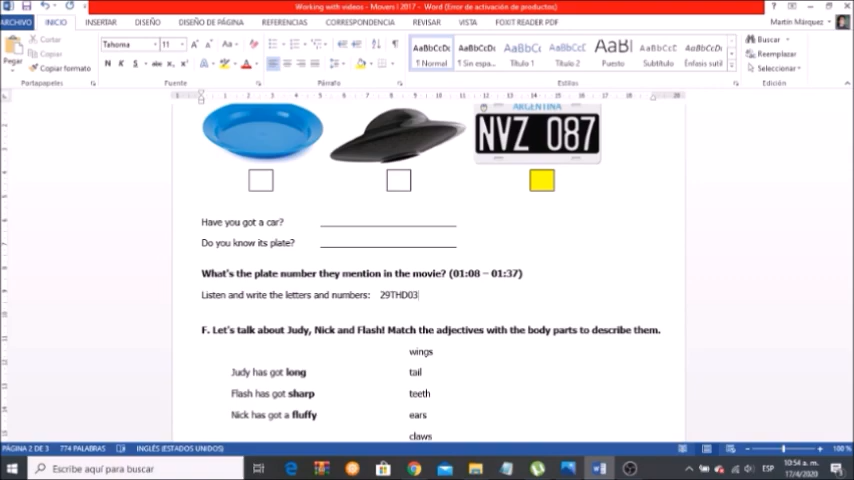 Working with videos - Movers I 2017 - Word (Error de activación de productos)
ARCHIVO INICIO INSERTAR DISEÑO DISEÑO DE PÁGINA REFERENCIAS CORRESPONDENCIA REVISAR VISTA FOXIT READER PDF Martín Márquez
Pegar
Cortar
Copiar
Copiar formato
Portapapeles
Tahoma 11
Fuente
Párrafo
AaBbCcDc AaBbCcDc AaBbCc AaBbCcD AaBl AaBbCcD AaBbCcDc
¶ Normal ¶ Sin espa... Título 1 Título 2 Puesto Subtítulo Énfasis sutil
Estilos
Buscar
Reemplazar
Seleccionar
Edición
ARGENTINA
NVZ 087
Have you got a car?
Do you know its plate?
What's the plate number they mention in the movie? (01:08 – 01:37)
Listen and write the letters and numbers: 29THD03
F. Let's talk about Judy, Nick and Flash! Match the adjectives with the body parts to describe them.
wings
Judy has got long tail
Flash has got sharp teeth
Nick has got a fluffy ears
claws
PÁGINA 2 DE 3 774 PALABRAS INGLÉS (ESTADOS UNIDOS) 100 %
Escribe aquí para buscar
ESP
10:54 a. m.
17/4/2020